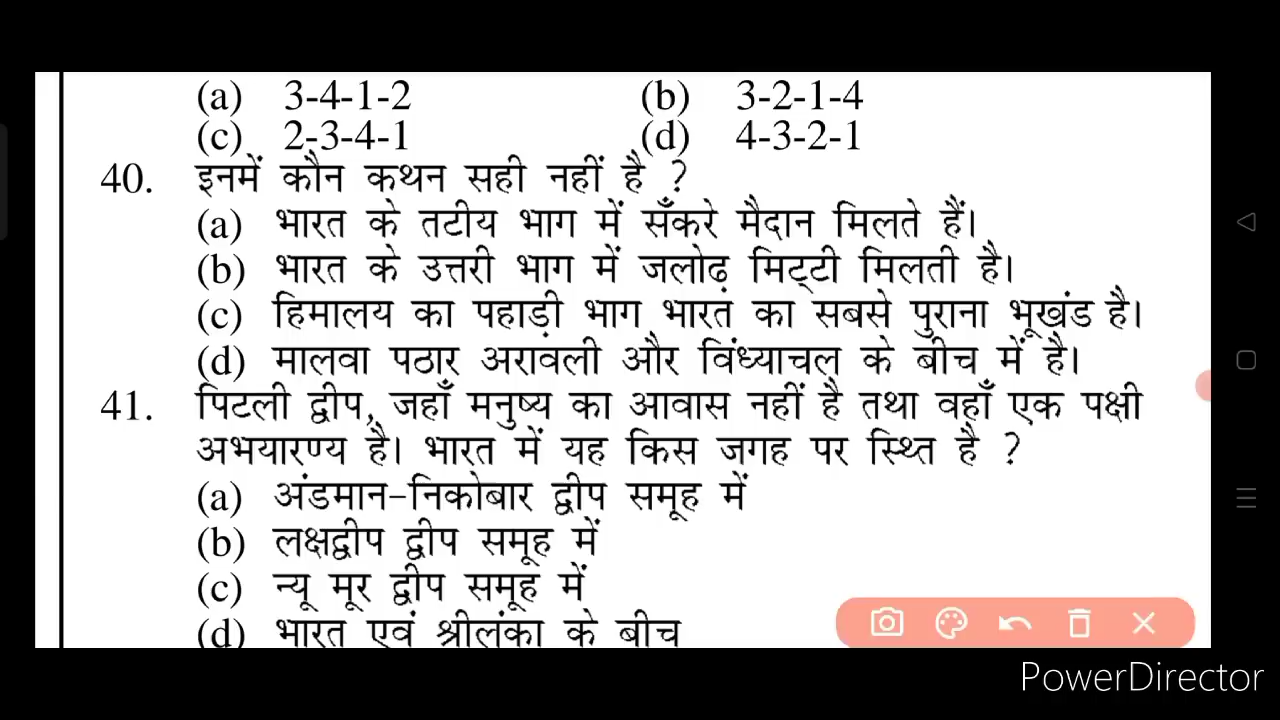 (a) 3-4-1-2 (b) 3-2-1-4
(c) 2-3-4-1 (d) 4-3-2-1
40. इनमें कौन कथन सही नहीं है ?
(a) भारत के तटीय भाग में सँकरे मैदान मिलते हैं।
(b) भारत के उत्तरी भाग में जलोढ़ मिट्टी मिलती है।
(c) हिमालय का पहाड़ी भाग भारत का सबसे पुराना भूखंड है।
(d) मालवा पठार अरावली और विंध्याचल के बीच में है।
41. पिटली द्वीप, जहाँ मनुष्य का आवास नहीं है तथा वहाँ एक पक्षी
अभयारण्य है। भारत में यह किस जगह पर स्थित है ?
(a) अंडमान-निकोबार द्वीप समूह में
(b) लक्षद्वीप द्वीप समूह में
(c) न्यू मूर द्वीप समूह में
(d) भारत एवं श्रीलंका के बीच
PowerDirector